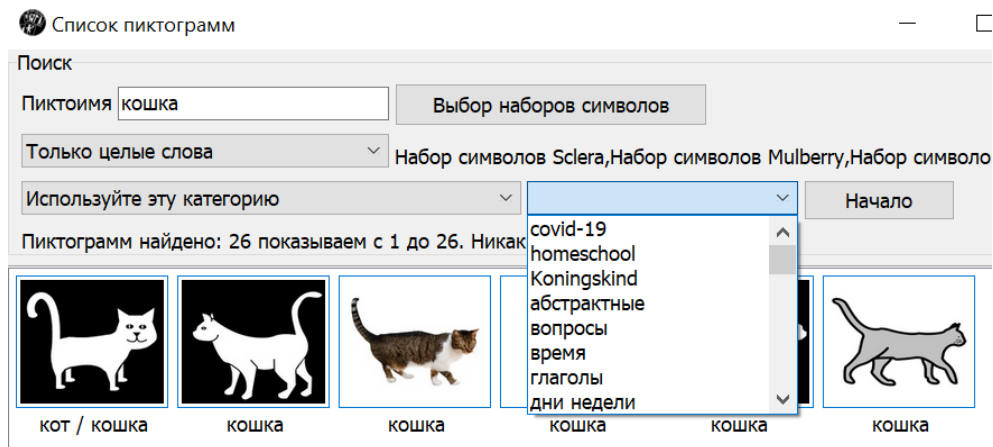 Список пиктограмм
Поиск
Пиктоимя кошка Выбор наборов символов
Только целые слова Набор символов Sclera,Набор символов Mulberry,Набор символо
Используйте эту категорию Начало
Пиктограмм найдено: 26 показываем с 1 до 26. Никак
covid-19
homeschool
Koningskind
абстрактные
вопросы
время
глаголы
дни недели
кот / кошка кошка кошка кошка кошка кошка